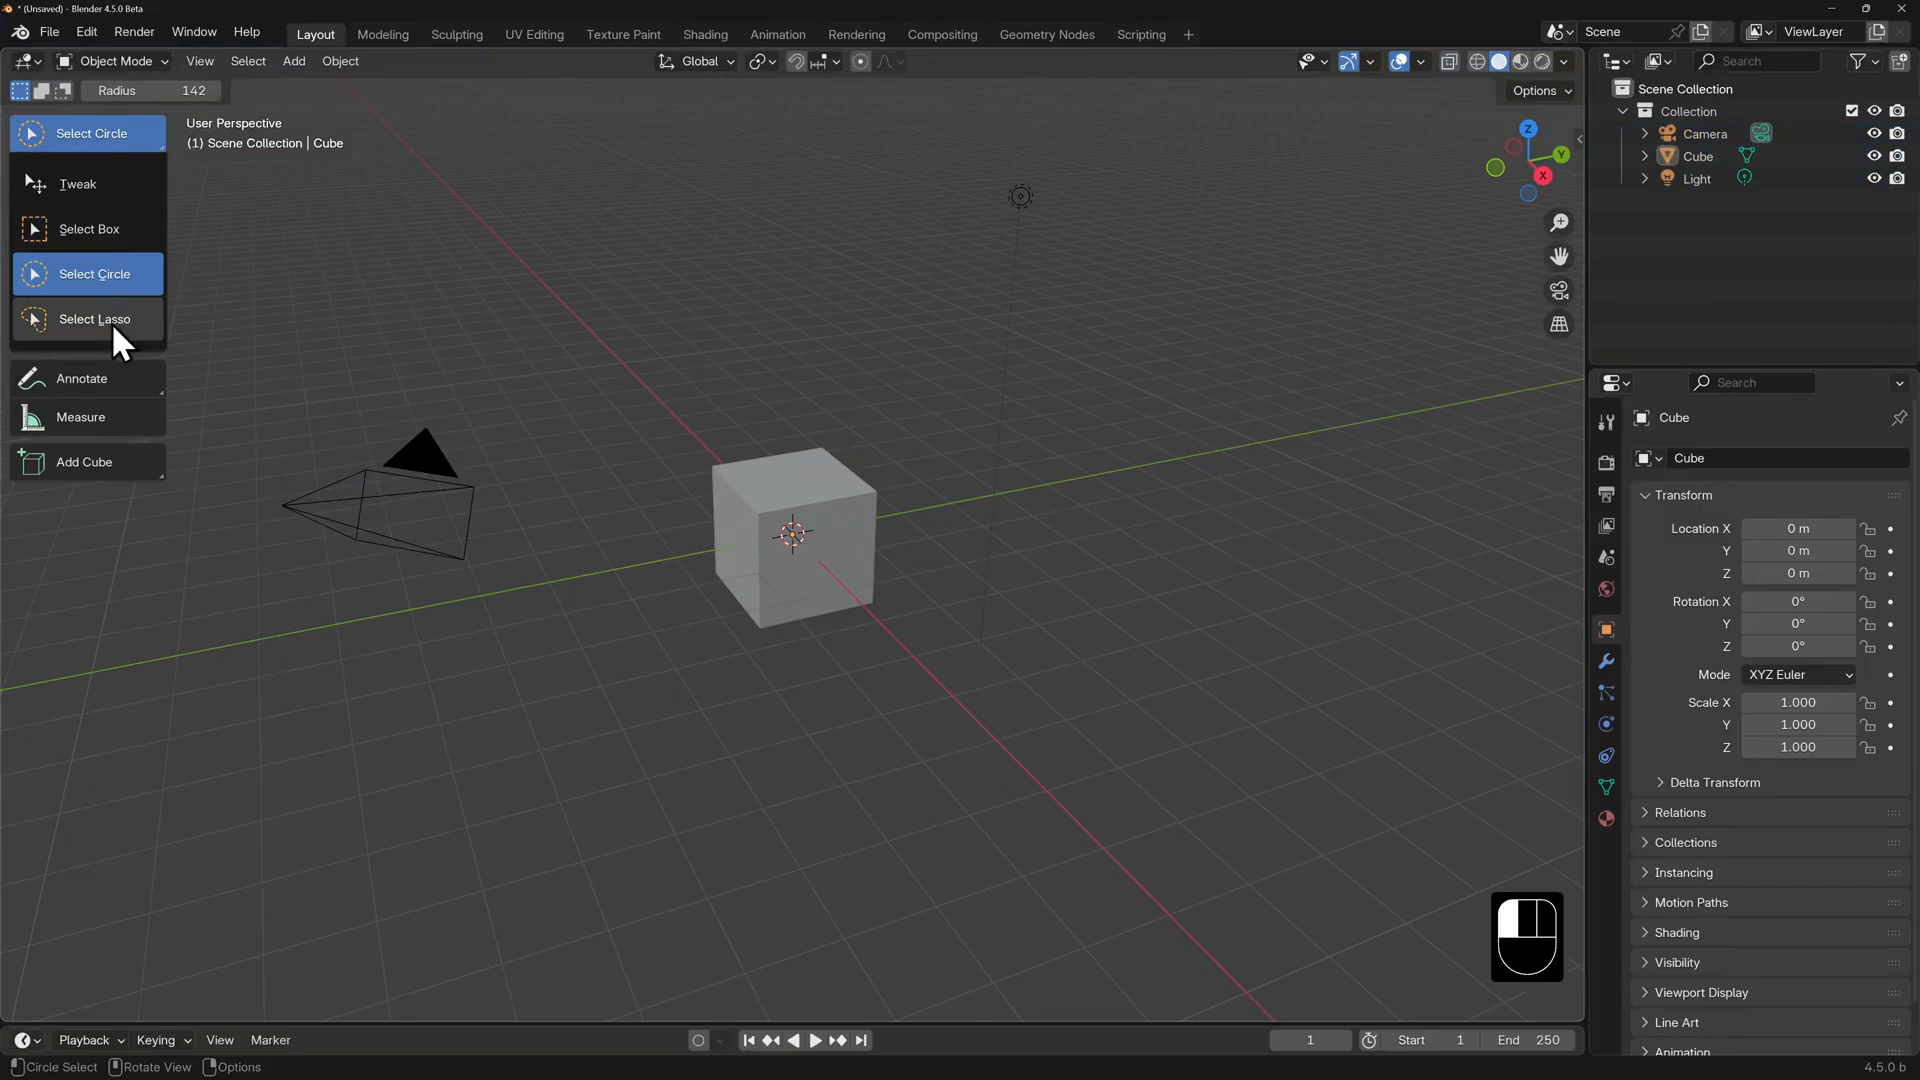 * (Unsaved) - Blender 4.5.0 Beta
File Edit Render Window Help Layout Modeling Sculpting UV Editing Texture Paint Shading Animation Rendering Compositing Geometry Nodes Scripting + Scene ViewLayer
Object Mode View Select Add Object Global Search
Radius 142 Options
Scene Collection
Collection
Camera
Cube
Light
User Perspective
(1) Scene Collection | Cube
Z
Y
X
Select Circle
Tweak
Select Box
Select Circle
Select Lasso
Annotate
Measure
Add Cube
Search
Cube
Cube
Transform
Location X 0 m
Y 0 m
Z 0 m
Rotation X 0°
Y 0°
Z 0°
Mode XYZ Euler
Scale X 1.000
Y 1.000
Z 1.000
Delta Transform
Relations
Collections
Instancing
Motion Paths
Shading
Visibility
Viewport Display
Line Art
Animation
Playback Keying View Marker 1 Start 1 End 250
Circle Select Rotate View Options 4.5.0 b